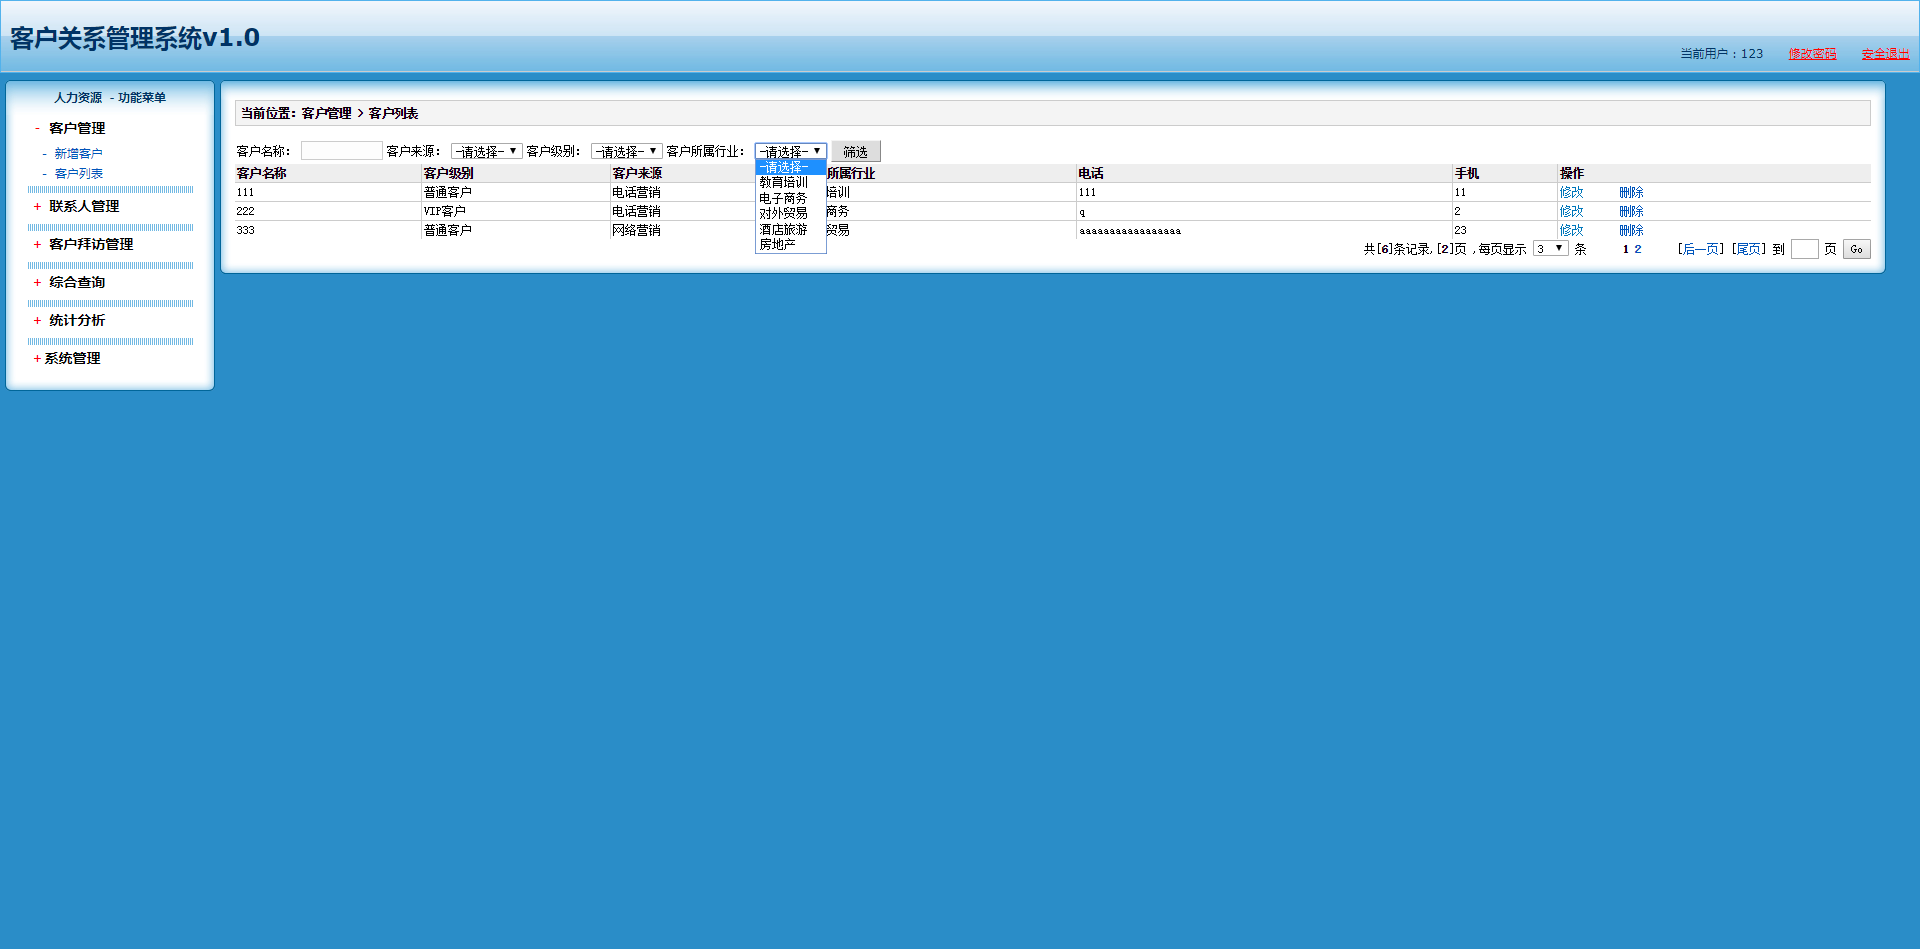 客户关系管理系统v1.0
当前用户：123 修改密码 安全退出
人力资源 - 功能菜单
- 客户管理
- 新增客户
- 客户列表
+ 联系人管理
+ 客户拜访管理
+ 综合查询
+ 统计分析
+ 系统管理
当前位置：客户管理 > 客户列表
客户名称： 客户来源： -请选择- 客户级别： -请选择- 客户所属行业： -请选择- 筛选
-请选择-
教育培训
电子商务
对外贸易
酒店旅游
房地产
客户名称 客户级别 客户来源 所属行业 电话 手机 操作
111 普通客户 电话营销 培训 111 11 修改 删除
222 VIP客户 电话营销 商务 q 2 修改 删除
333 普通客户 网络营销 贸易 aaaaaaaaaaaaaaaaa 23 修改 删除
共[6]条记录,[2]页 ,每页显示 3 条 1 2 [后一页] [尾页] 到 页 Go